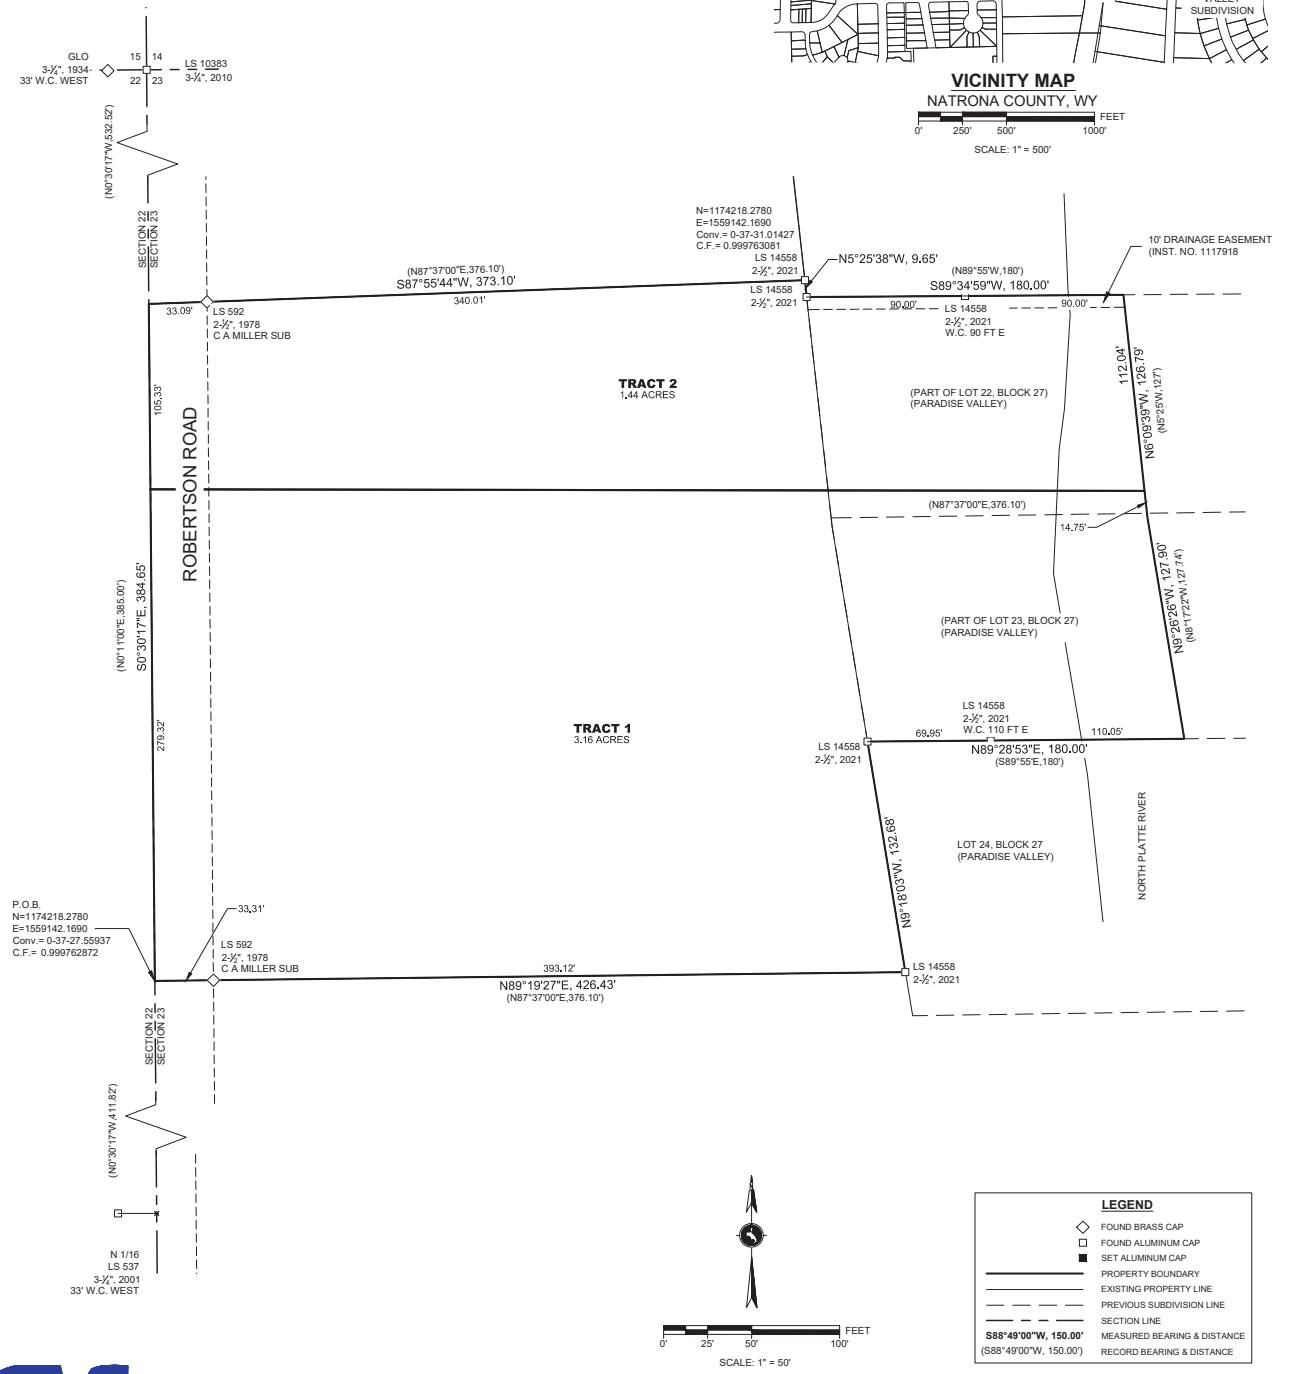 VALLEY
SUBDIVISION
VICINITY MAP
NATRONA COUNTY, WY
FEET
0' 250' 500' 1000'
SCALE: 1" = 500'
GLO
3-¼", 1934
33' W.C. WEST
15 14
22 23
LS 10383
3-¼", 2010
(N0°30'17"W,532.52')
SECTION 22
SECTION 23
N=1174218.2780
E=1559142.1690
Conv.= 0-37-31.01427
C.F.= 0.999763081
LS 14558
2-½", 2021
LS 14558
2-½", 2021
N5°25'38"W, 9.65'
(N89°55'W,180')
S89°34'59"W, 180.00'
10' DRAINAGE EASEMENT
(INST. NO. 1117918
90.00'
90.00'
LS 14558
2-½", 2021
W.C. 90 FT E
(N87°37'00"E,376.10')
S87°55'44"W, 373.10'
340.01'
33.09'
LS 592
2-½", 1978
C A MILLER SUB
105.33'
ROBERTSON ROAD
TRACT 2
1.44 ACRES
(PART OF LOT 22, BLOCK 27)
(PARADISE VALLEY)
112.04'
N6°09'39"W, 126.79'
(N5°25'W,127')
(N87°37'00"E,376.10')
14.75'
(N0°11'00"E,385.00')
S0°30'17"E, 384.65'
279.32'
(PART OF LOT 23, BLOCK 27)
(PARADISE VALLEY)
N9°26'26"W, 127.90'
(N8°17'22"W,127.74')
TRACT 1
3.16 ACRES
LS 14558
2-½", 2021
W.C. 110 FT E
69.95'
110.05'
N89°28'53"E, 180.00'
(S89°55'E,180')
LS 14558
2-½", 2021
N9°18'03"W, 132.68'
LOT 24, BLOCK 27
(PARADISE VALLEY)
NORTH PLATTE RIVER
P.O.B.
N=1174218.2780
E=1559142.1690
Conv.= 0-37-27.55937
C.F.= 0.999762872
33.31'
LS 592
2-½", 1978
C A MILLER SUB
393.12'
N89°19'27"E, 426.43'
(N87°37'00"E,376.10')
LS 14558
2-½", 2021
SECTION 22
SECTION 23
(N0°30'17"W,411.82')
N 1/16
LS 537
3-¼", 2001
33' W.C. WEST
N
FEET
0' 25' 50' 100'
SCALE: 1" = 50'
LEGEND
FOUND BRASS CAP
FOUND ALUMINUM CAP
SET ALUMINUM CAP
PROPERTY BOUNDARY
EXISTING PROPERTY LINE
PREVIOUS SUBDIVISION LINE
SECTION LINE
S88°49'00"W, 150.00' MEASURED BEARING & DISTANCE
(S88°49'00"W, 150.00') RECORD BEARING & DISTANCE